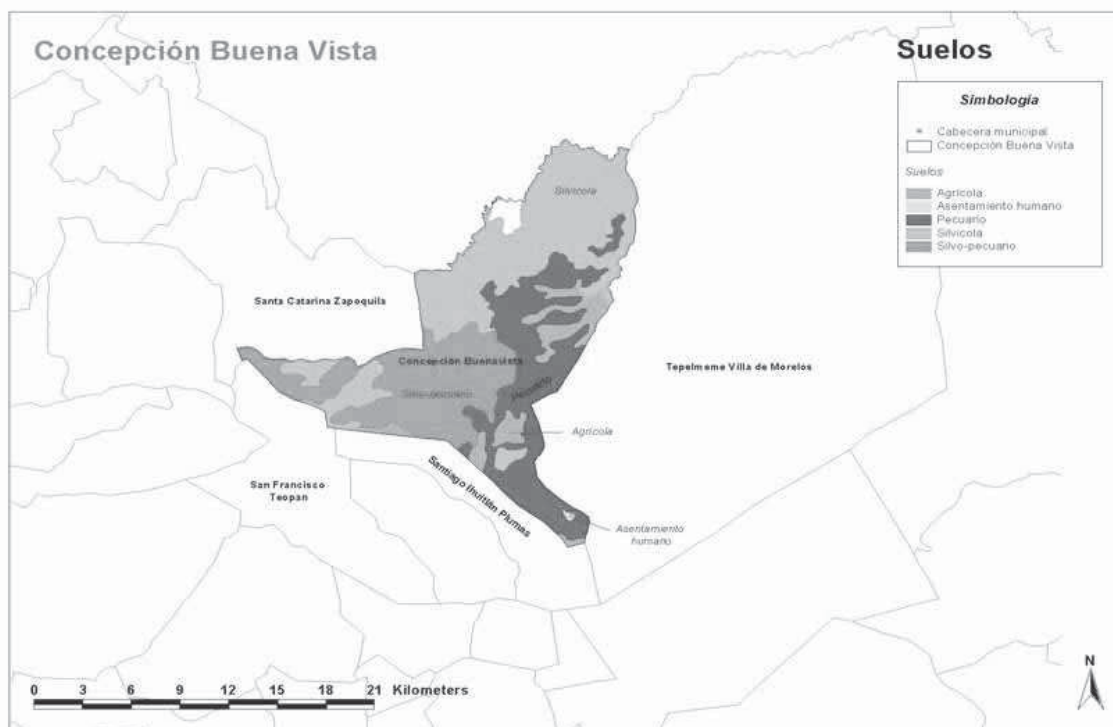 Concepción Buena Vista
Suelos
Simbología
Cabecera municipal
Concepción Buena Vista
Suelos
Agrícola
Asentamiento humano
Pecuario
Silvícola
Silvo-pecuario
Silvícola
Santa Catarina Zapoquila
Concepción Buenavista
Tepelmeme Villa de Morelos
Silvo-pecuario
Pecuario
Agrícola
San Francisco
Teopan
Santiago Ihuitlán Plumas
Asentamiento
humano
N
0 3 6 9 12 15 18 21 Kilometers